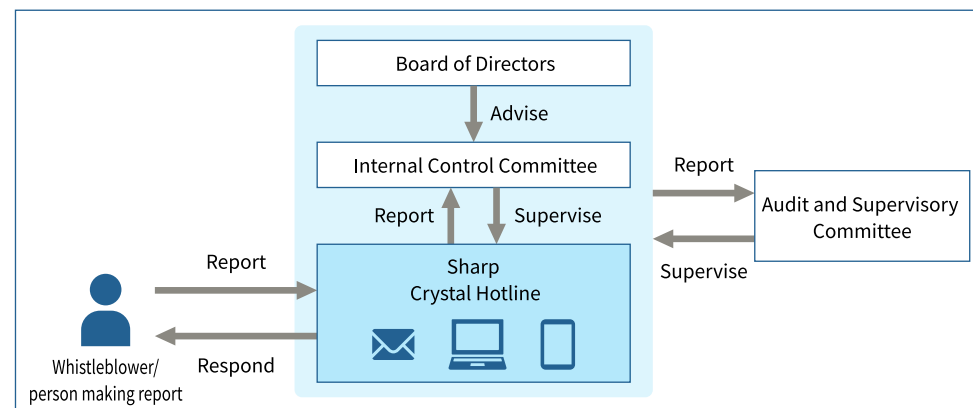 Board of Directors
Advise
Internal Control Committee
Report
Supervise
Report
Audit and Supervisory
Committee
Supervise
Sharp
Crystal Hotline
Report
Respond
Whistleblower/
person making report